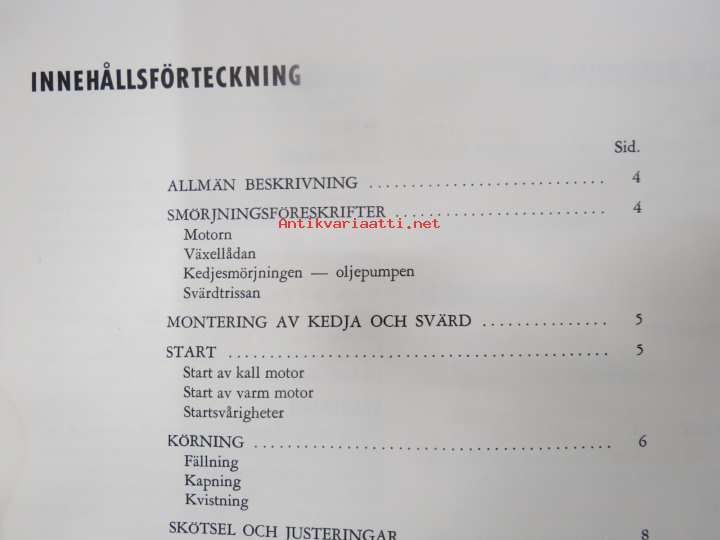 INNEHÅLLSFÖRTECKNING
Sid.
ALLMÄN BESKRIVNING ............................ 4
SMÖRJNINGSFÖRESKRIFTER ......................... 4
Antikvariaatti.net
Motorn
Växellådan
Kedjesmörjningen — oljepumpen
Svärdtrissan
MONTERING AV KEDJA OCH SVÄRD ............... 5
START ............................................. 5
Start av kall motor
Start av varm motor
Startsvårigheter
KÖRNING .......................................... 6
Fällning
Kapning
Kvistning
SKÖTSEL OCH JUSTERINGAR ........................ 8